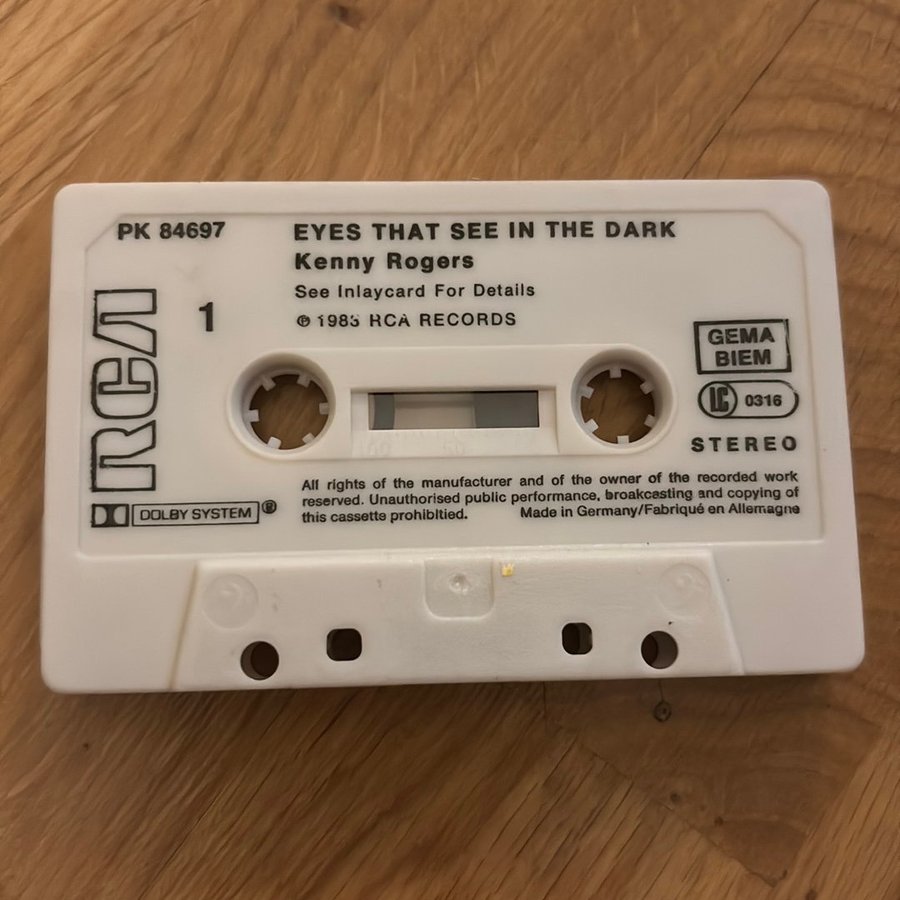 PK 84697
EYES THAT SEE IN THE DARK
Kenny Rogers
See Inlaycard For Details
℗ 1983 RCA RECORDS
1
RCA
GEMA
BIEM
LC 0316
STEREO
DOLBY SYSTEM ®
All rights of the manufacturer and of the owner of the recorded work
reserved. Unauthorised public performance, broakcasting and copying of
this cassette prohibitied. Made in Germany/Fabriqué en Allemagne